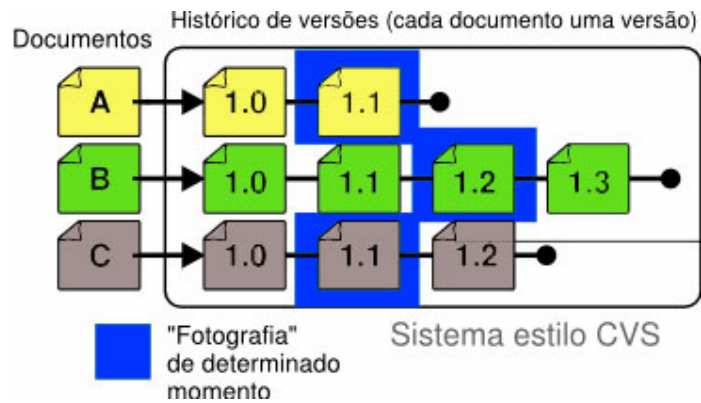 Histórico de versões (cada documento uma versão)
Documentos
A 1.0 1.1
B 1.0 1.1 1.2 1.3
C 1.0 1.1 1.2
"Fotografia"
de determinado
momento
Sistema estilo CVS